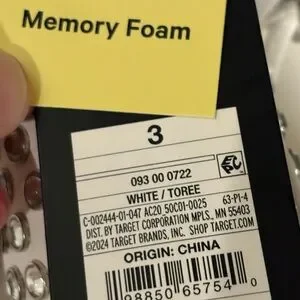 Memory Foam
3
093 00 0722
WHITE / TOREE
C-002444-01-047 AC20 50C01-0025 63-PI-4
DIST. BY TARGET CORPORATION MPLS., MN 55403
©2024 TARGET BRANDS, INC. SHOP TARGET.COM
ORIGIN: CHINA
98850 65754 0